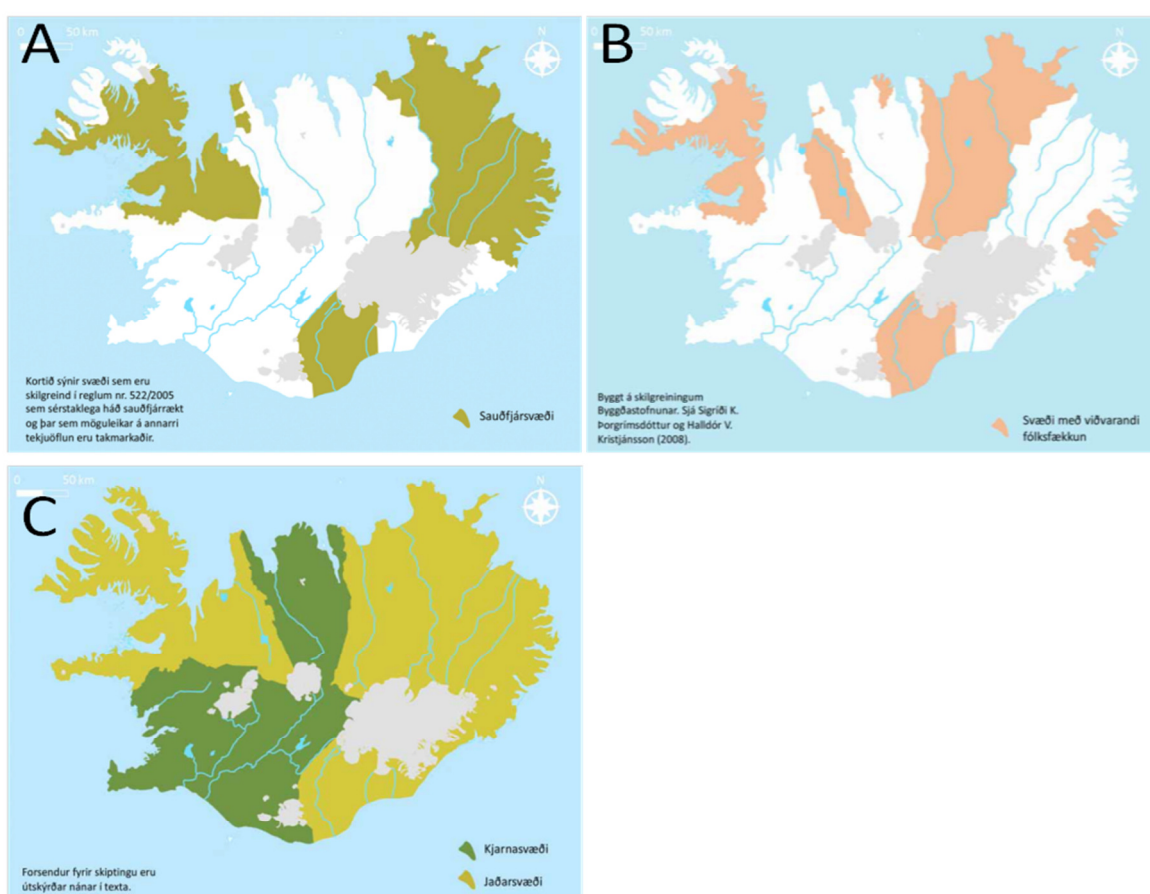 A
0 50 km
N
Kortið sýnir svæði sem eru
skilgreind í reglum nr. 522/2005
sem sérstaklega háð sauðfjárrækt
og þar sem möguleikar á annarri
tekjuöflun eru takmarkaðir.
Sauðfjársvæði
B
0 50 km
N
Byggt á skilgreiningum
Byggðastofnunar. Sjá Sigríði K.
Þorgrímsdóttur og Halldór V.
Kristjánsson (2008).
Svæði með viðvarandi
fólksfækkun
C
0 50 km
N
Forsendur fyrir skiptingu eru
útskýrðar nánar í texta.
Kjarnasvæði
Jaðarsvæði